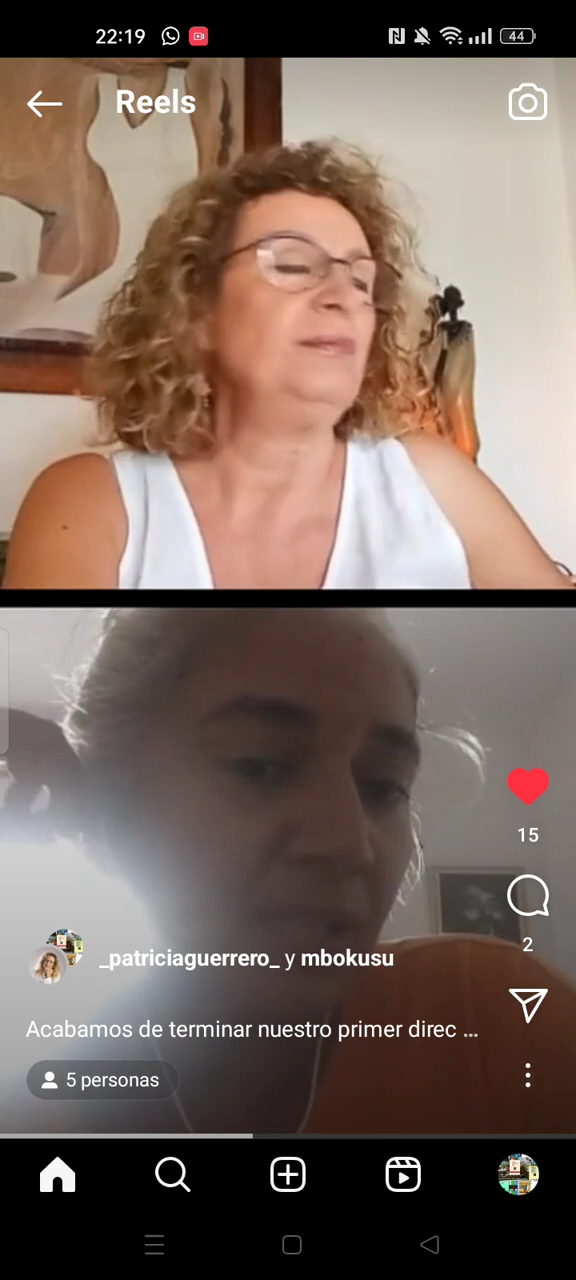 22:19
44
Reels
15
2
_patriciaguerrero_ y mbokusu
Acabamos de terminar nuestro primer direc ...
5 personas